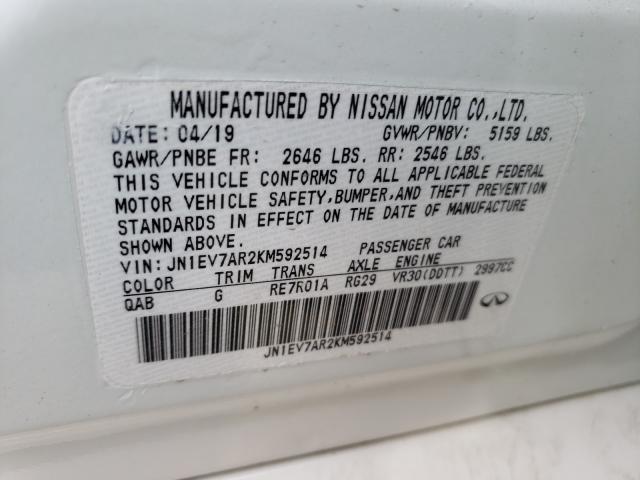 MANUFACTURED BY NISSAN MOTOR CO.,LTD.
DATE: 04/19 GVWR/PNBV: 5159 LBS.
GAWR/PNBE FR: 2646 LBS. RR: 2546 LBS.
THIS VEHICLE CONFORMS TO ALL APPLICABLE FEDERAL
MOTOR VEHICLE SAFETY, BUMPER, AND THEFT PREVENTION
STANDARDS IN EFFECT ON THE DATE OF MANUFACTURE
SHOWN ABOVE.
VIN: JN1EV7AR2KM592514 PASSENGER CAR
COLOR TRIM TRANS AXLE ENGINE
QAB G RE7R01A RG29 VR30(DDTT) 2997CC
JN1EV7AR2KM592514